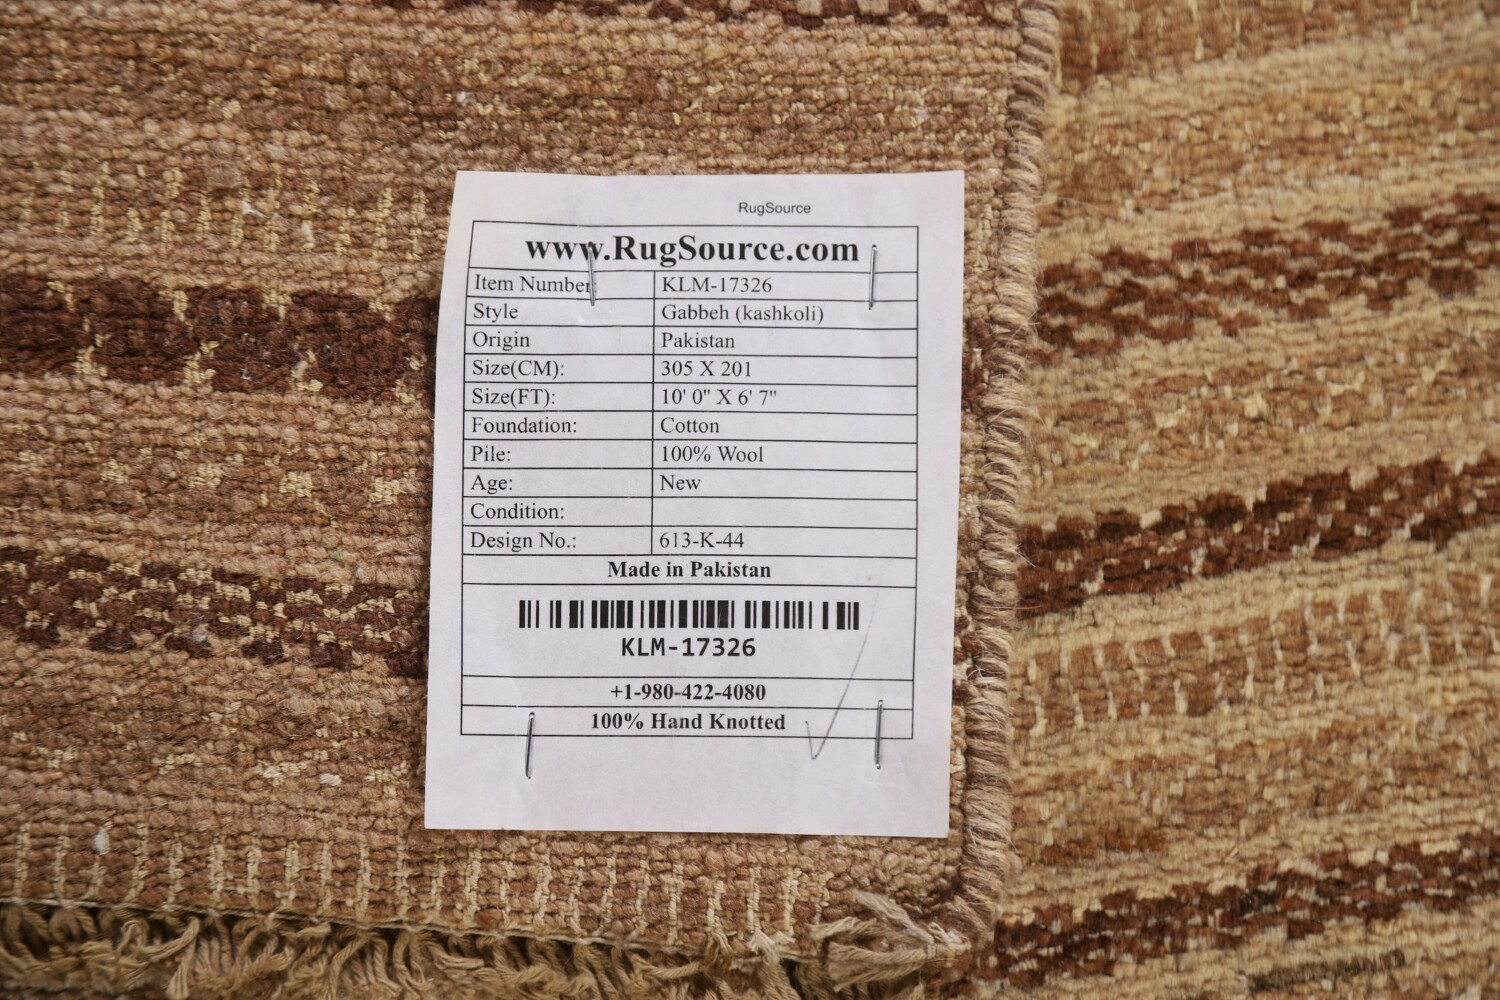 RugSource
www.RugSource.com
Item Number KLM-17326
Style Gabbeh (kashkoli)
Origin Pakistan
Size(CM): 305 X 201
Size(FT): 10' 0" X 6' 7"
Foundation: Cotton
Pile: 100% Wool
Age: New
Condition:
Design No.: 613-K-44
Made in Pakistan
KLM-17326
+1-980-422-4080
100% Hand Knotted